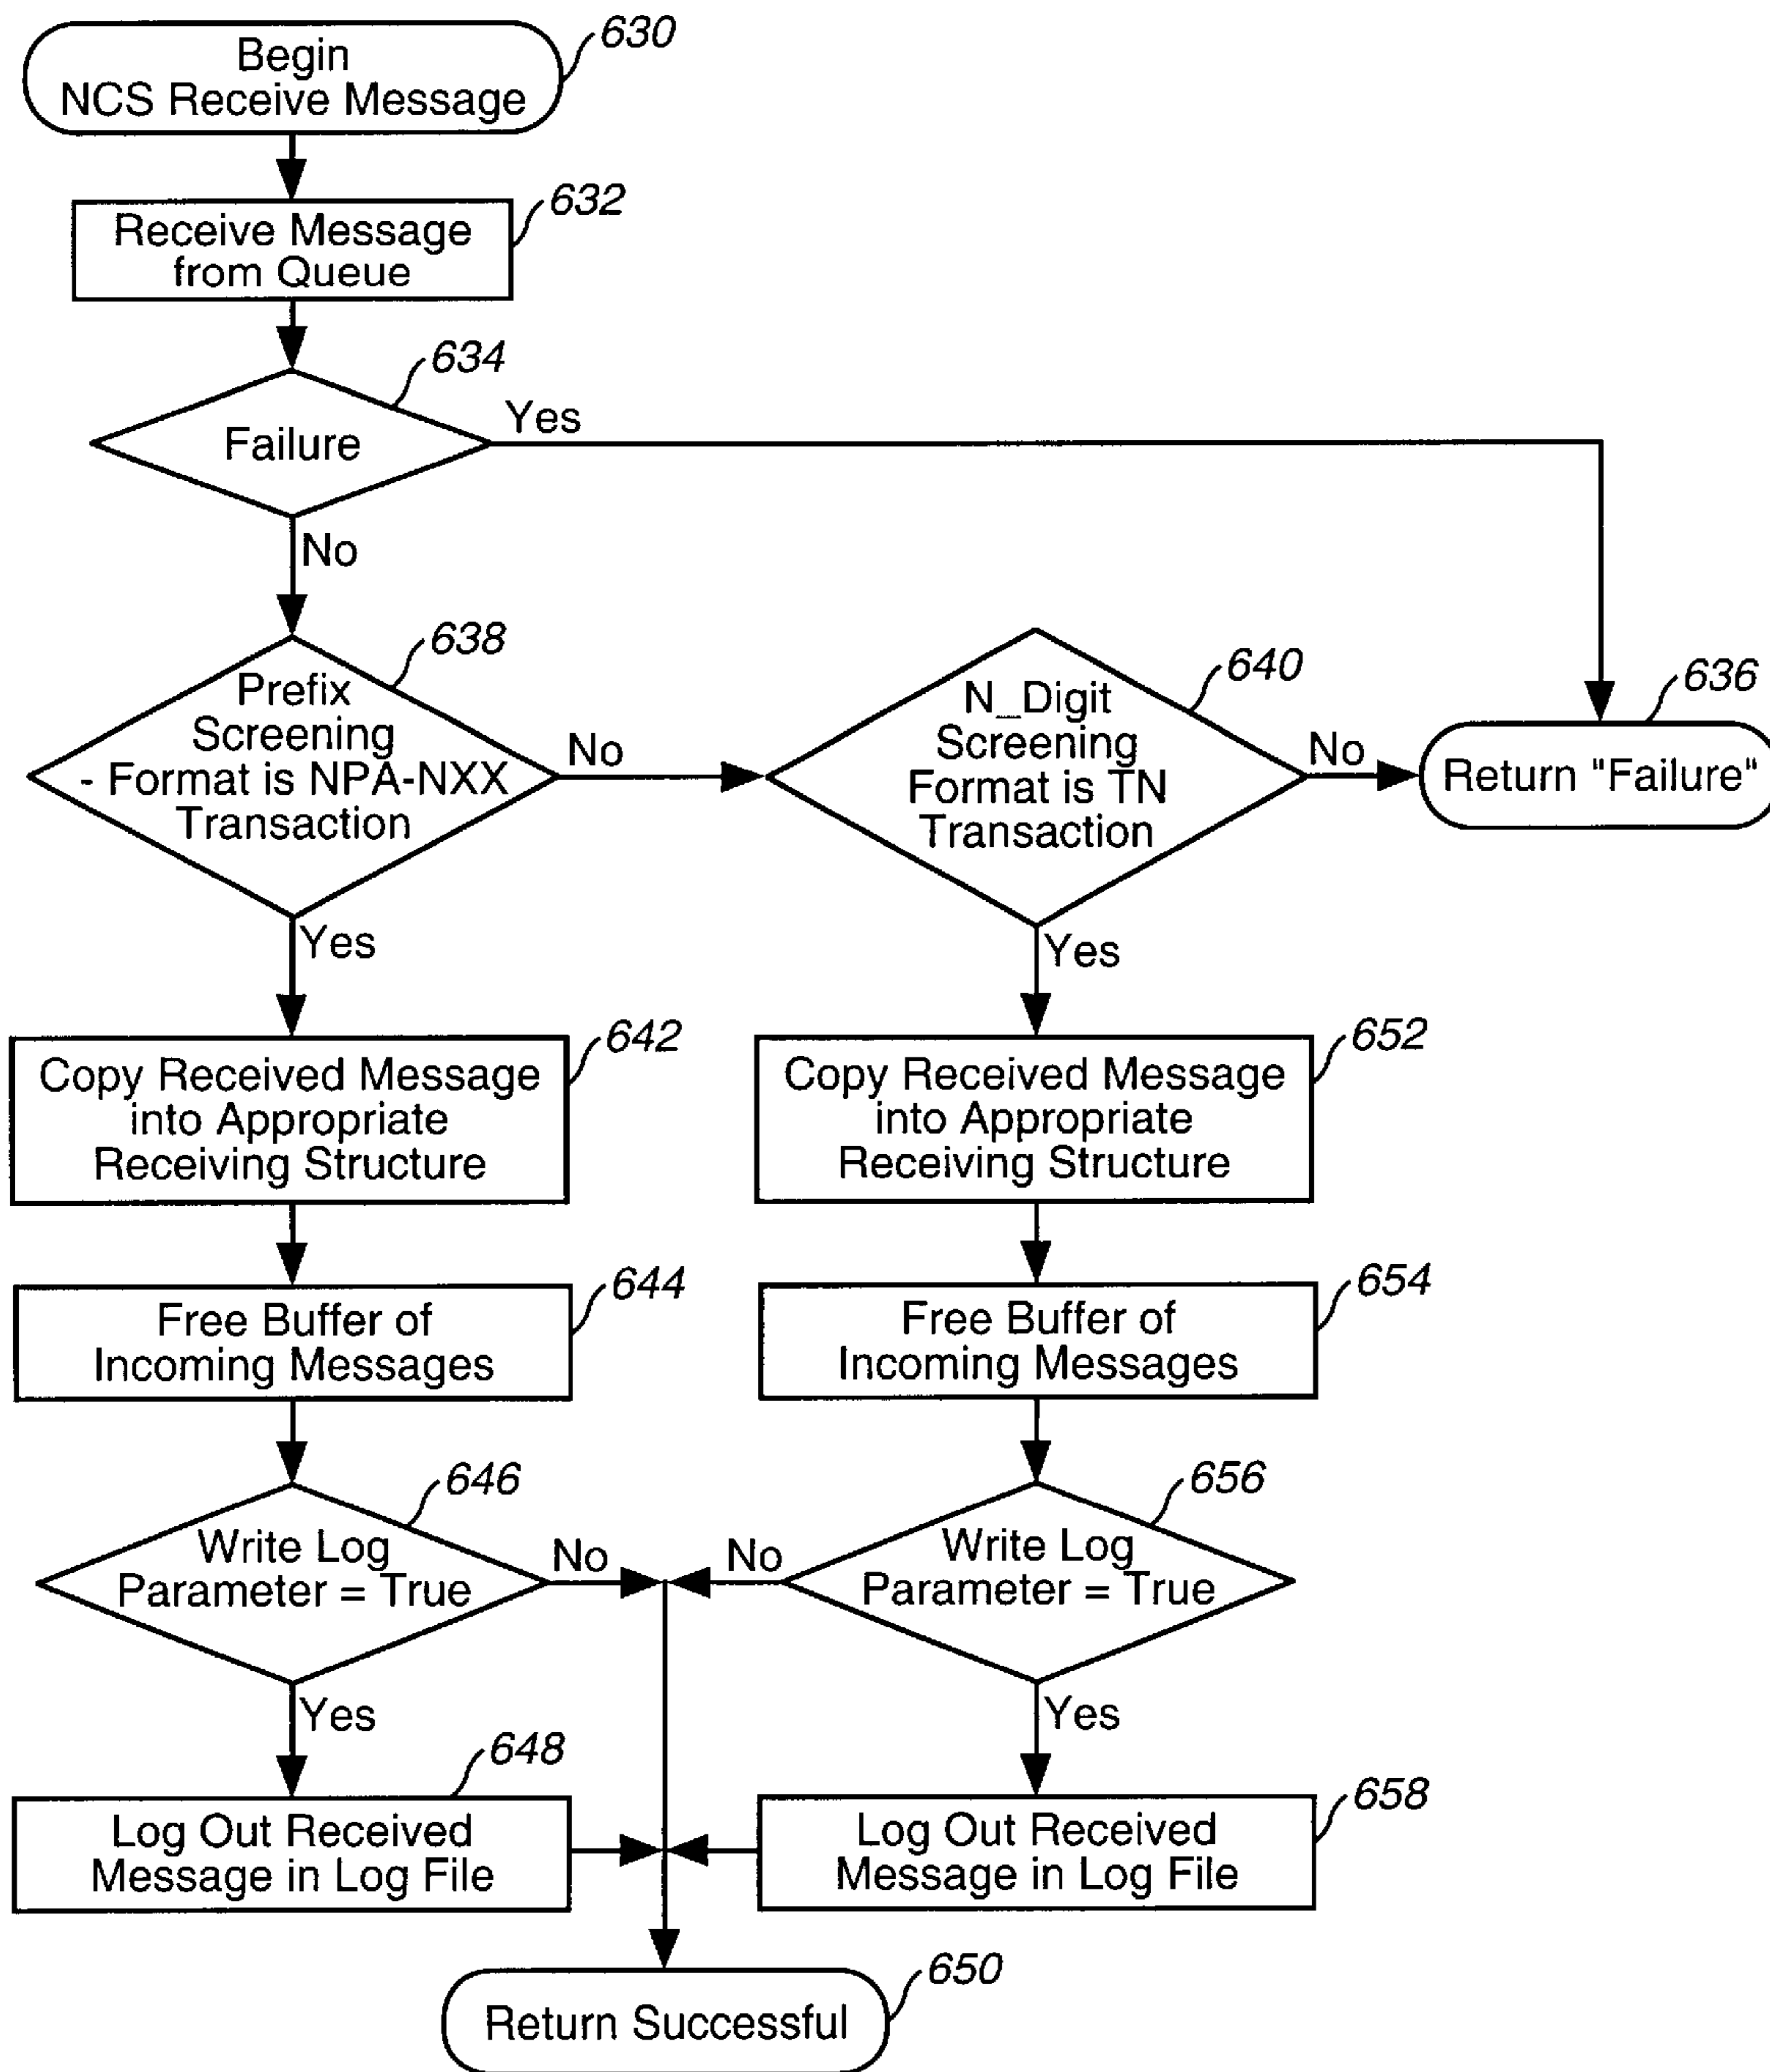 Begin
NCS Receive Message
630
Receive Message
from Queue
632
Failure
634
Yes
No
Prefix
Screening
- Format is NPA-NXX
Transaction
638
No
N_Digit
Screening
Format is TN
Transaction
640
No
Return "Failure"
636
Yes
Yes
Copy Received Message
into Appropriate
Receiving Structure
642
Copy Received Message
into Appropriate
Receiving Structure
652
Free Buffer of
Incoming Messages
644
Free Buffer of
Incoming Messages
654
Write Log
Parameter = True
646
No
No
Write Log
Parameter = True
656
Yes
Yes
Log Out Received
Message in Log File
648
Log Out Received
Message in Log File
658
Return Successful
650